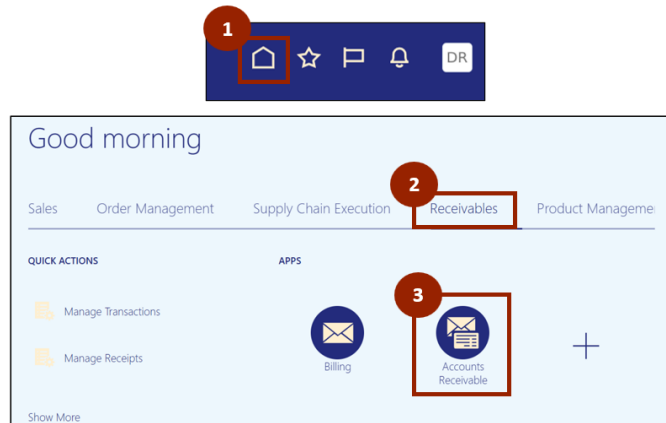 1
DR
Good morning
2
Sales Order Management Supply Chain Execution Receivables Product Manageme
QUICK ACTIONS APPS
3
Manage Transactions
Manage Receipts
Billing
Accounts
Receivable
Show More